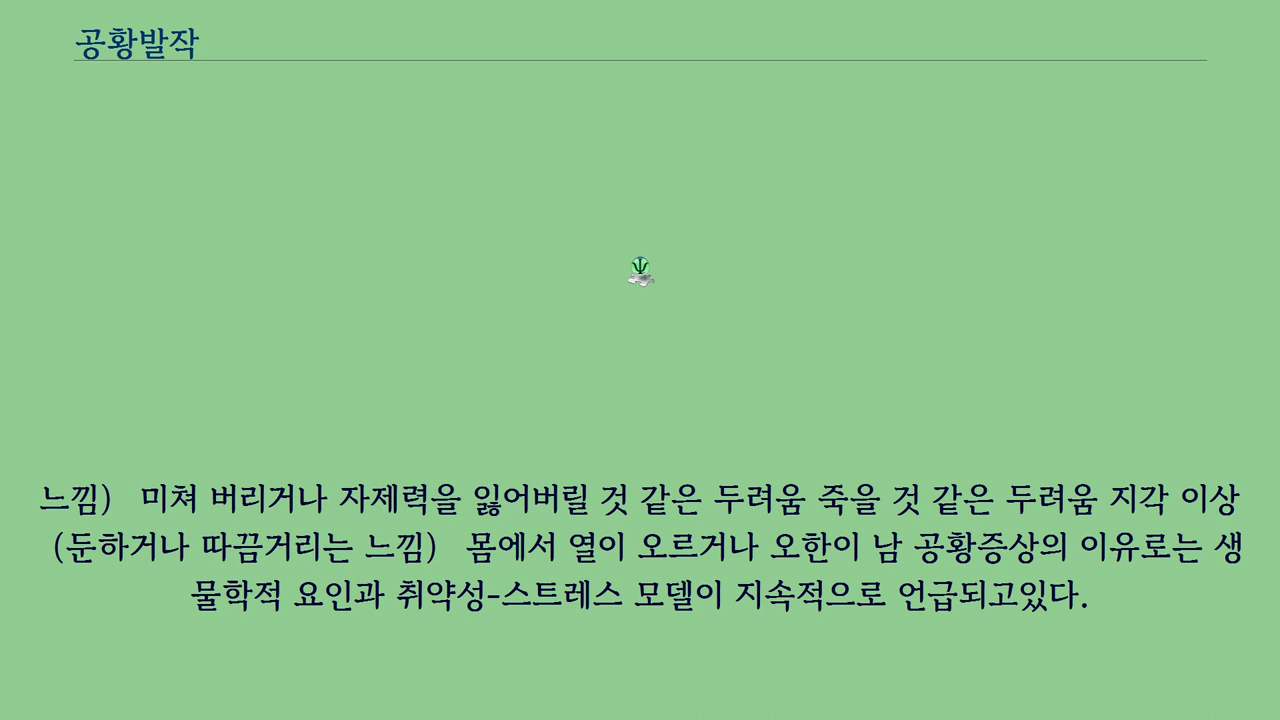 공황발작
느낌) 미쳐 버리거나 자제력을 잃어버릴 것 같은 두려움 죽을 것 같은 두려움 지각 이상
(둔하거나 따끔거리는 느낌) 몸에서 열이 오르거나 오한이 남 공황증상의 이유로는 생
물학적 요인과 취약성-스트레스 모델이 지속적으로 언급되고있다.